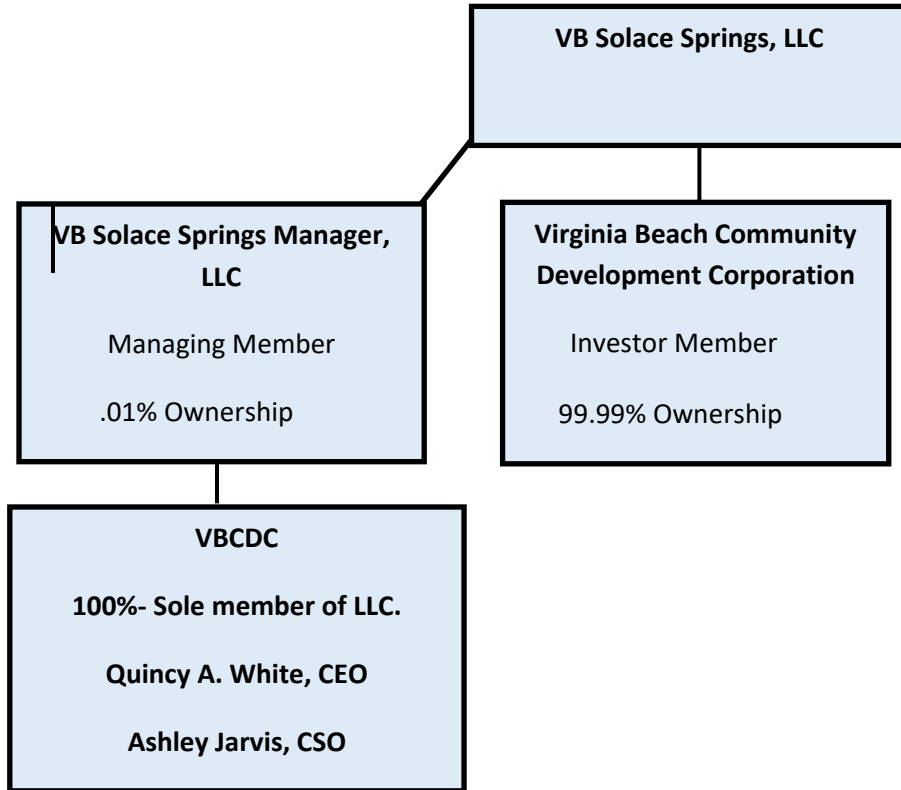 VB Solace Springs, LLC
VB Solace Springs Manager,
LLC
Managing Member
.01% Ownership
Virginia Beach Community
Development Corporation
Investor Member
99.99% Ownership
VBCDC
100%- Sole member of LLC.
Quincy A. White, CEO
Ashley Jarvis, CSO